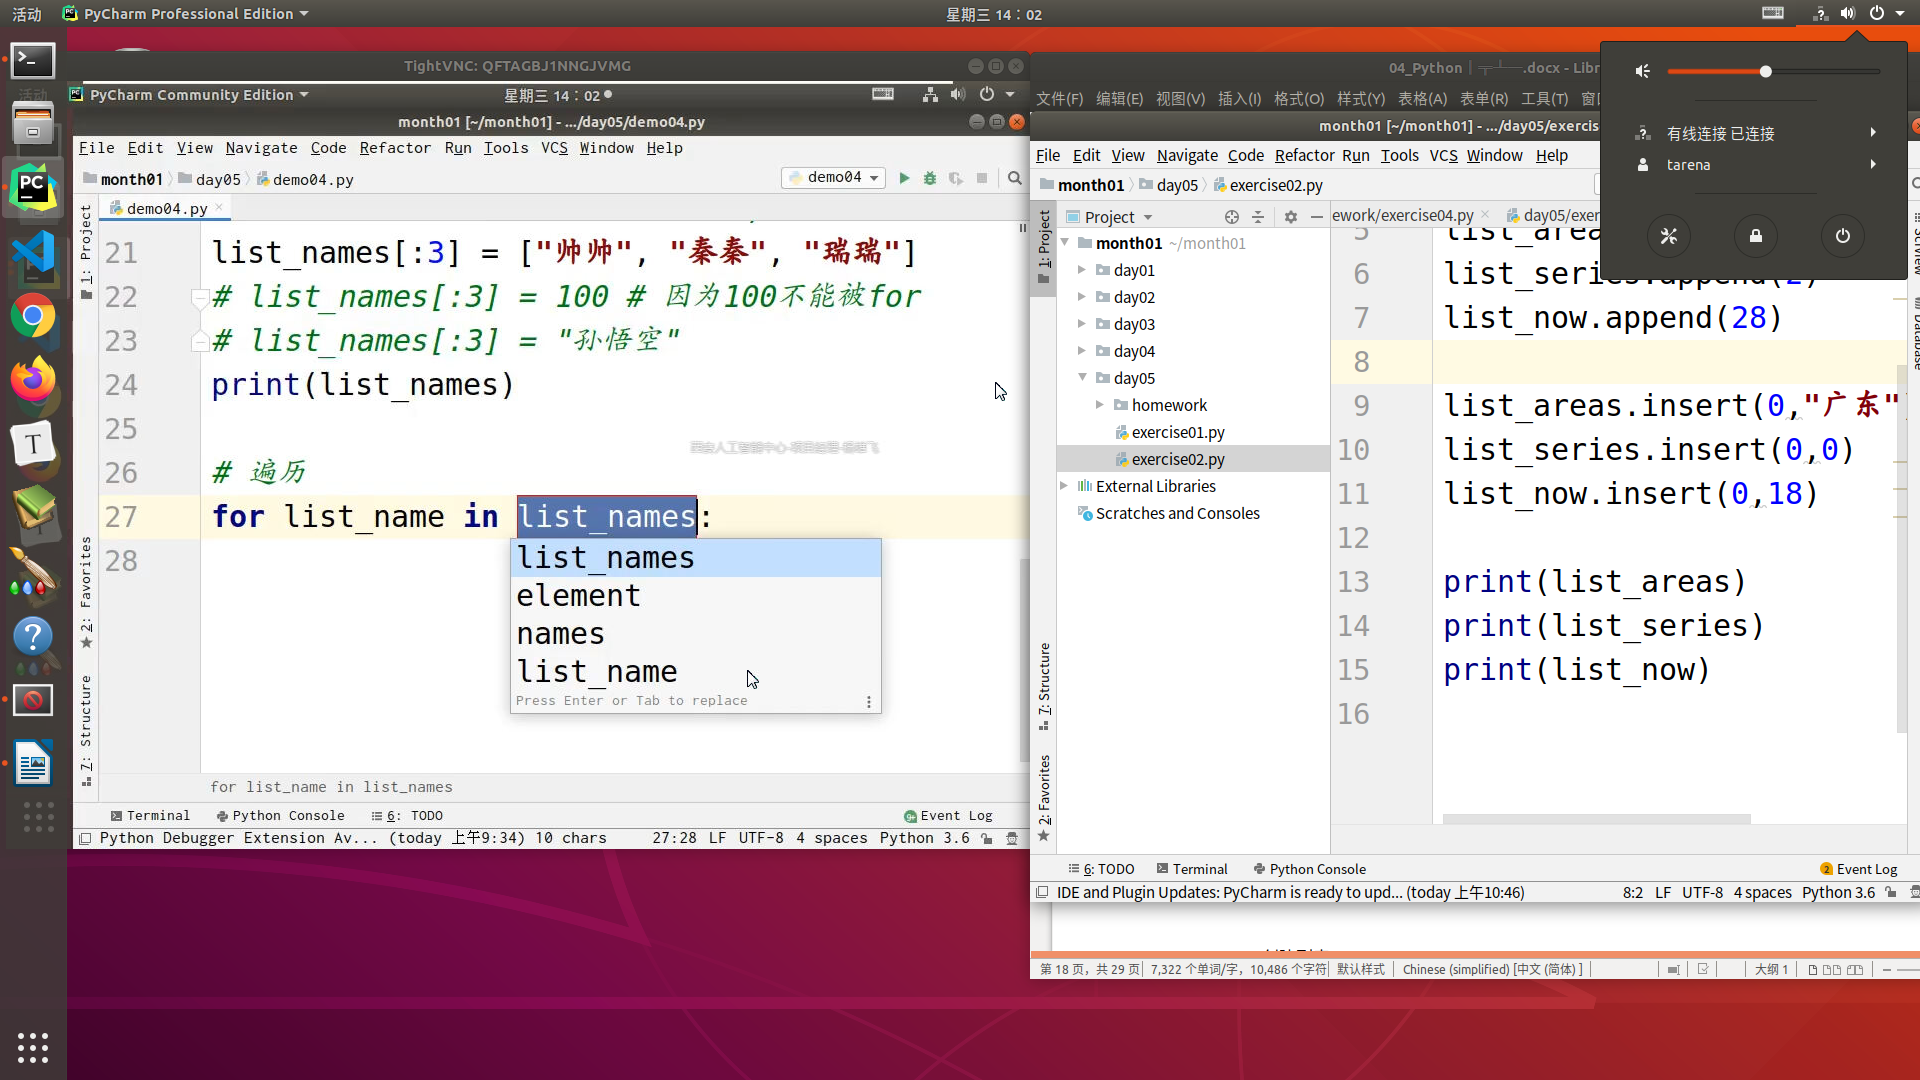 活动
PyCharm Professional Edition
星期三 14：02
TightVNC: QFTAGBJ1NNGJVMG
PyCharm Community Edition
星期三 14：02
month01 [~/month01] - .../day05/demo04.py
File Edit View Navigate Code Refactor Run Tools VCS Window Help
month01 day05 demo04.py
demo04
demo04.py
1: Project
2: Favorites
7: Structure
21 list_names[:3] = ["帅帅", "秦秦", "瑞瑞"]
22 # list_names[:3] = 100 # 因为100不能被for
23 # list_names[:3] = "孙悟空"
24 print(list_names)
25
26 # 遍历
27 for list_name in list_names:
28
list_names
element
names
list_name
Press Enter or Tab to replace
for list_name in list_names
Terminal Python Console 6: TODO Event Log
Python Debugger Extension Av... (today 上午9:34) 10 chars 27:28 LF UTF-8 4 spaces Python 3.6
04_Python
.docx - Libr
文件(F) 编辑(E) 视图(V) 插入(I) 格式(O) 样式(Y) 表格(A) 表单(R) 工具(T)
month01 [~/month01] - .../day05/exercis
File Edit View Navigate Code Refactor Run Tools VCS Window Help
month01 day05 exercise02.py
Project
ework/exercise04.py day05/exer
1: Project
7: Structure
2: Favorites
month01 ~/month01
day01
day02
day03
day04
day05
homework
exercise01.py
exercise02.py
External Libraries
Scratches and Consoles
6 list_series.append(2)
7 list_now.append(28)
8
9 list_areas.insert(0,"广东"
10 list_series.insert(0,0)
11 list_now.insert(0,18)
12
13 print(list_areas)
14 print(list_series)
15 print(list_now)
16
SciView
Database
有线连接 已连接
tarena
6: TODO Terminal Python Console 2 Event Log
IDE and Plugin Updates: PyCharm is ready to upd... (today 上午10:46) 8:2 LF UTF-8 4 spaces Python 3.6
第 18 页，共 29 页 7,322 个单词/字，10,486 个字符 默认样式 Chinese (simplified) [中文 (简体) ] 大纲 1